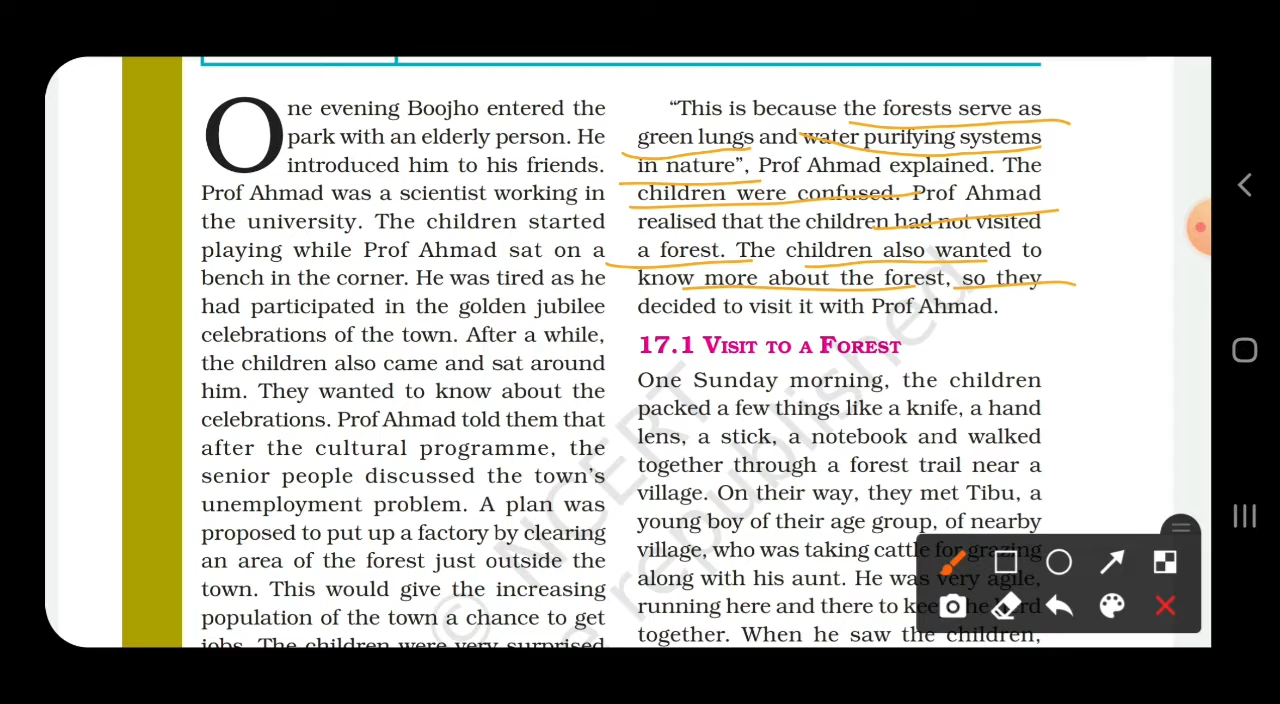 One evening Boojho entered the
park with an elderly person. He
introduced him to his friends.
Prof Ahmad was a scientist working in
the university. The children started
playing while Prof Ahmad sat on a
bench in the corner. He was tired as he
had participated in the golden jubilee
celebrations of the town. After a while,
the children also came and sat around
him. They wanted to know about the
celebrations. Prof Ahmad told them that
after the cultural programme, the
senior people discussed the town's
unemployment problem. A plan was
proposed to put up a factory by clearing
an area of the forest just outside the
town. This would give the increasing
population of the town a chance to get
jobs. The children were very surprised
“This is because the forests serve as
green lungs and water purifying systems
in nature”, Prof Ahmad explained. The
children were confused. Prof Ahmad
realised that the children had not visited
a forest. The children also wanted to
know more about the forest, so they
decided to visit it with Prof Ahmad.
17.1 VISIT TO A FOREST
One Sunday morning, the children
packed a few things like a knife, a hand
lens, a stick, a notebook and walked
together through a forest trail near a
village. On their way, they met Tibu, a
young boy of their age group, of nearby
village, who was taking cattle for grazing
along with his aunt. He was very agile,
running here and there to keep the herd
together. When he saw the children,
© NCERT
republished